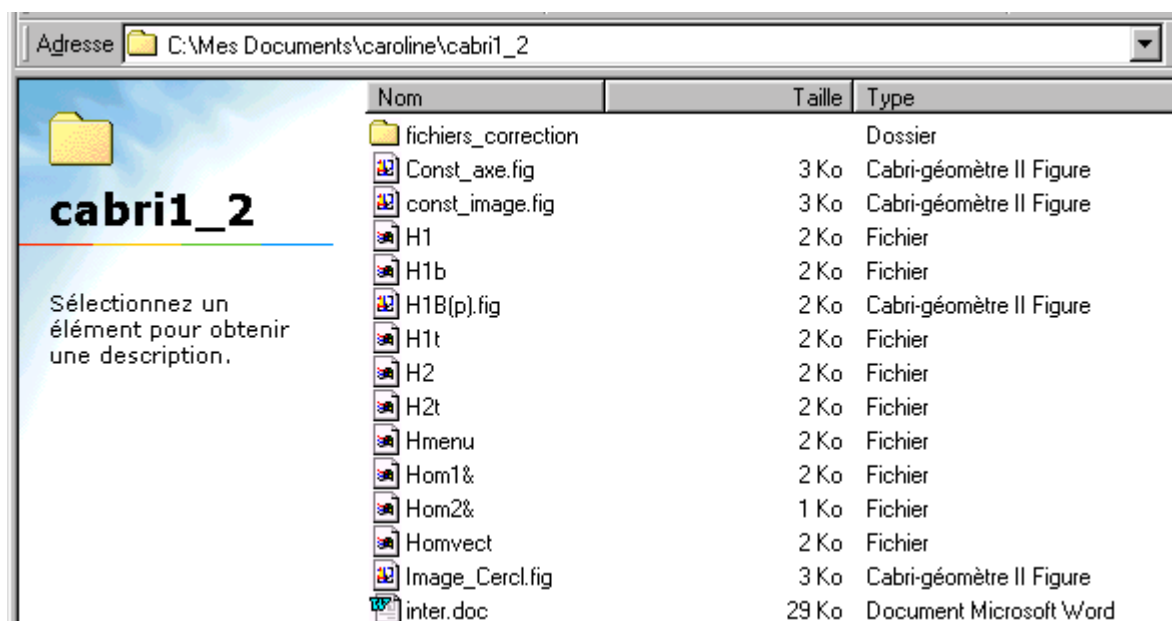 Adresse C:\Mes Documents\caroline\cabri1_2
cabri1_2
Sélectionnez un
élément pour obtenir
une description.
Nom Taille Type
fichiers_correction Dossier
Const_axe.fig 3 Ko Cabri-géomètre II Figure
const_image.fig 3 Ko Cabri-géomètre II Figure
H1 2 Ko Fichier
H1b 2 Ko Fichier
H1B(p).fig 2 Ko Cabri-géomètre II Figure
H1t 2 Ko Fichier
H2 2 Ko Fichier
H2t 2 Ko Fichier
Hmenu 2 Ko Fichier
Hom1& 2 Ko Fichier
Hom2& 1 Ko Fichier
Homvect 2 Ko Fichier
Image_Cercl.fig 3 Ko Cabri-géomètre II Figure
inter.doc 29 Ko Document Microsoft Word